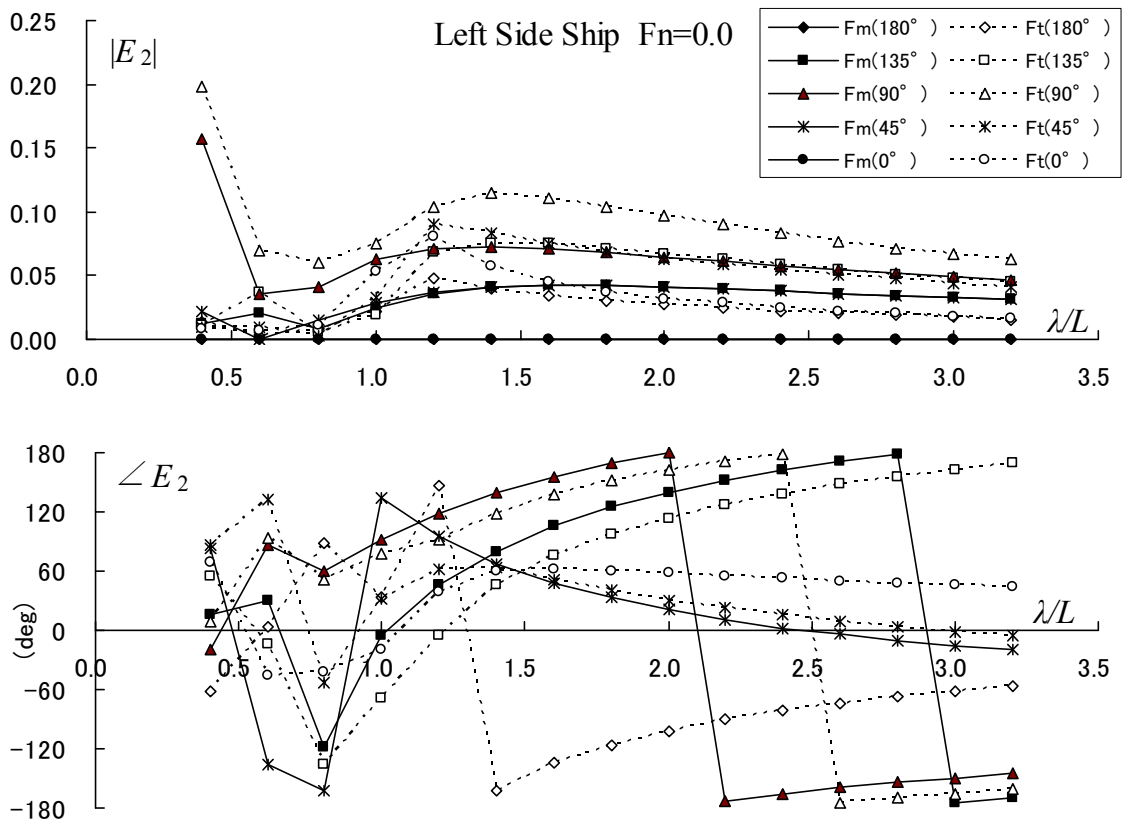 0.25
|E₂|
Left Side Ship Fn=0.0
Fm(180°) Ft(180°)
Fm(135°) Ft(135°)
Fm(90°) Ft(90°)
Fm(45°) Ft(45°)
Fm(0°) Ft(0°)
0.20
0.15
0.10
0.05
0.00
λ/L
0.0 0.5 1.0 1.5 2.0 2.5 3.0 3.5
180
∠E₂
120
60
0
λ/L
(deg)
0.0 0.5 1.0 1.5 2.0 2.5 3.0 3.5
-60
-120
-180